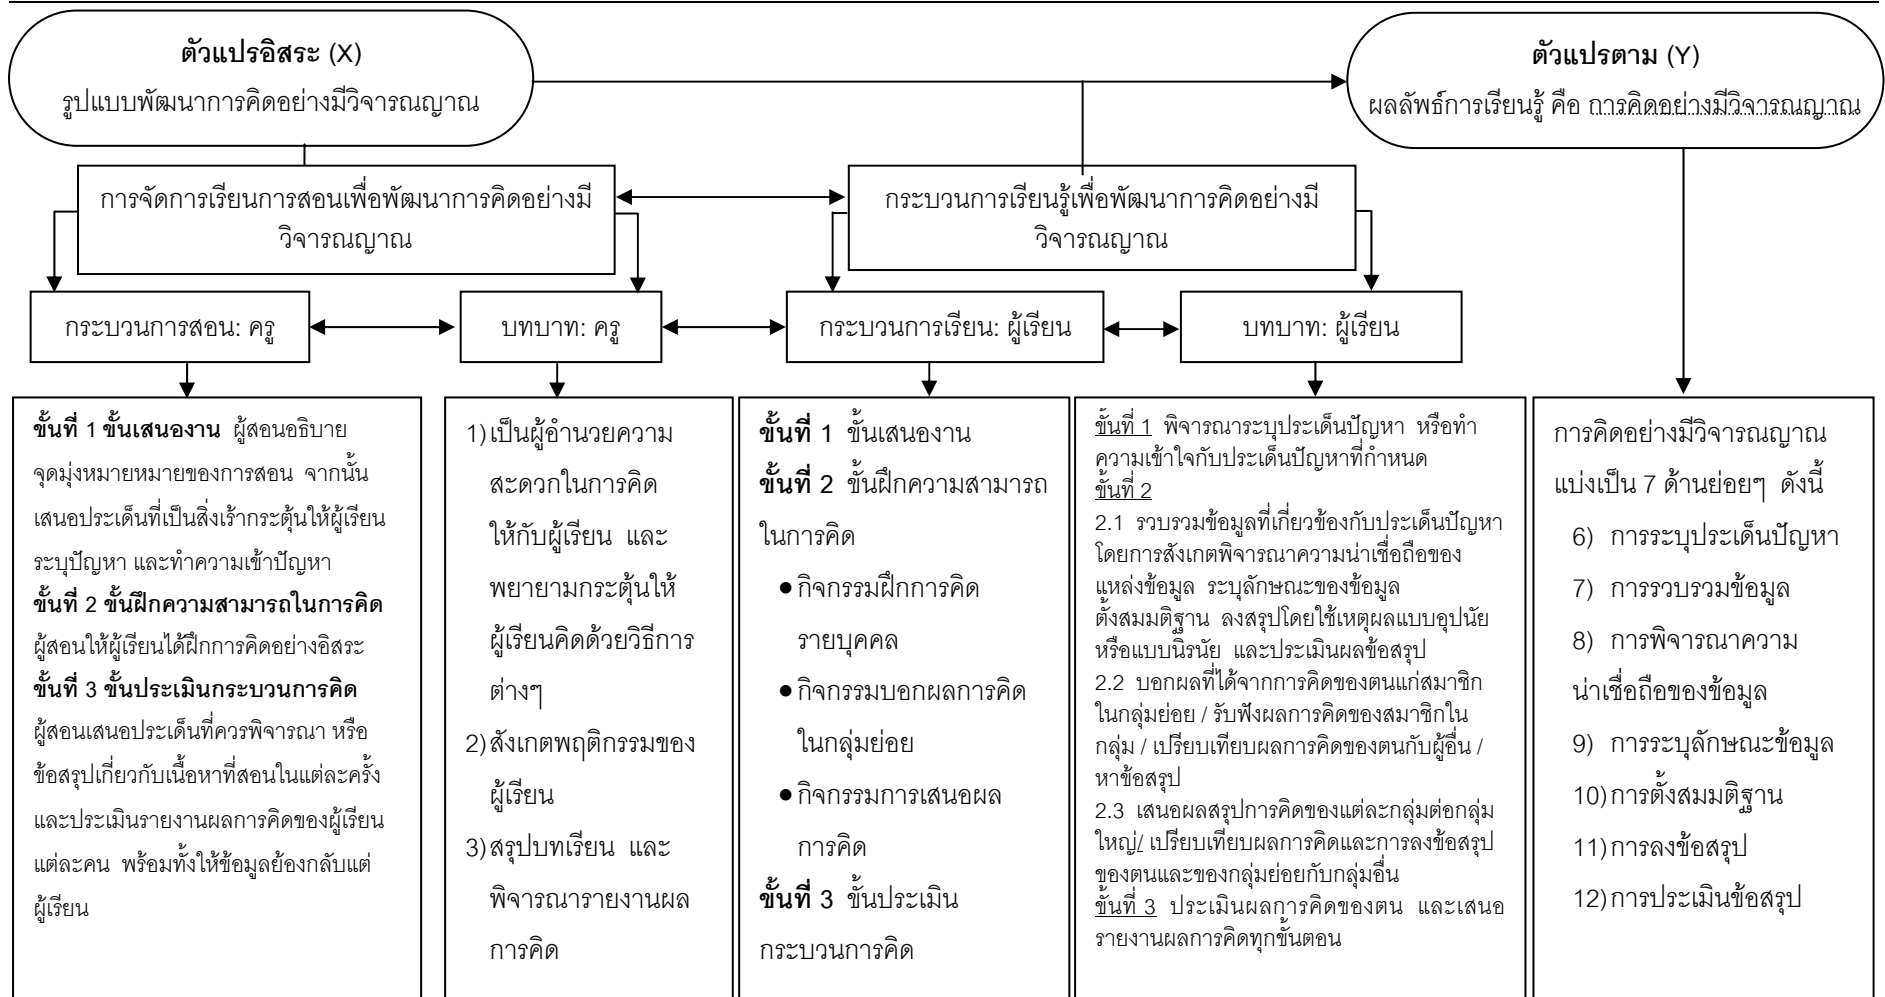 ตัวแปรอิสระ (X)
รูปแบบพัฒนาการคิดอย่างมีวิจารณญาณ
ตัวแปรตาม (Y)
ผลลัพธ์การเรียนรู้ คือ การคิดอย่างมีวิจารณญาณ
การจัดการเรียนการสอนเพื่อพัฒนาการคิดอย่างมี
วิจารณญาณ
กระบวนการเรียนรู้เพื่อพัฒนาการคิดอย่างมี
วิจารณญาณ
กระบวนการสอน: ครู
บทบาท: ครู
กระบวนการเรียน: ผู้เรียน
บทบาท: ผู้เรียน
ขั้นที่ 1 ขั้นเสนองาน ผู้สอนอธิบาย
จุดมุ่งหมายหมายของการสอน จากนั้น
เสนอประเด็นที่เป็นสิ่งเร้ากระตุ้นให้ผู้เรียน
ระบุปัญหา และทำความเข้าปัญหา
ขั้นที่ 2 ขั้นฝึกความสามารถในการคิด
ผู้สอนให้ผู้เรียนได้ฝึกการคิดอย่างอิสระ
ขั้นที่ 3 ขั้นประเมินกระบวนการคิด
ผู้สอนเสนอประเด็นที่ควรพิจารณา หรือ
ข้อสรุปเกี่ยวกับเนื้อหาที่สอนในแต่ละครั้ง
และประเมินรายงานผลการคิดของผู้เรียน
แต่ละคน พร้อมทั้งให้ข้อมูลย้องกลับแต่
ผู้เรียน
1) เป็นผู้อำนวยความ
สะดวกในการคิด
ให้กับผู้เรียน และ
พยายามกระตุ้นให้
ผู้เรียนคิดด้วยวิธีการ
ต่างๆ
2) สังเกตพฤติกรรมของ
ผู้เรียน
3) สรุปบทเรียน และ
พิจารณารายงานผล
การคิด
ขั้นที่ 1 ขั้นเสนองาน
ขั้นที่ 2 ขั้นฝึกความสามารถ
ในการคิด
• กิจกรรมฝึกการคิด
รายบุคคล
• กิจกรรมบอกผลการคิด
ในกลุ่มย่อย
• กิจกรรมการเสนอผล
การคิด
ขั้นที่ 3 ขั้นประเมิน
กระบวนการคิด
ขั้นที่ 1 พิจารณาระบุประเด็นปัญหา หรือทำ
ความเข้าใจกับประเด็นปัญหาที่กำหนด
ขั้นที่ 2
2.1 รวบรวมข้อมูลที่เกี่ยวข้องกับประเด็นปัญหา
โดยการสังเกตพิจารณาความน่าเชื่อถือของ
แหล่งข้อมูล ระบุลักษณะของข้อมูล
ตั้งสมมติฐาน ลงสรุปโดยใช้เหตุผลแบบอุปนัย
หรือแบบนิรนัย และประเมินผลข้อสรุป
2.2 บอกผลที่ได้จากการคิดของตนแก่สมาชิก
ในกลุ่มย่อย / รับฟังผลการคิดของสมาชิกใน
กลุ่ม / เปรียบเทียบผลการคิดของตนกับผู้อื่น /
หาข้อสรุป
2.3 เสนอผลสรุปการคิดของแต่ละกลุ่มต่อกลุ่ม
ใหญ่/ เปรียบเทียบผลการคิดและการลงข้อสรุป
ของตนและของกลุ่มย่อยกับกลุ่มอื่น
ขั้นที่ 3 ประเมินผลการคิดของตน และเสนอ
รายงานผลการคิดทุกขั้นตอน
การคิดอย่างมีวิจารณญาณ
แบ่งเป็น 7 ด้านย่อยๆ ดังนี้
6) การระบุประเด็นปัญหา
7) การรวบรวมข้อมูล
8) การพิจารณาความ
น่าเชื่อถือของข้อมูล
9) การระบุลักษณะข้อมูล
10) การตั้งสมมติฐาน
11) การลงข้อสรุป
12) การประเมินข้อสรุป